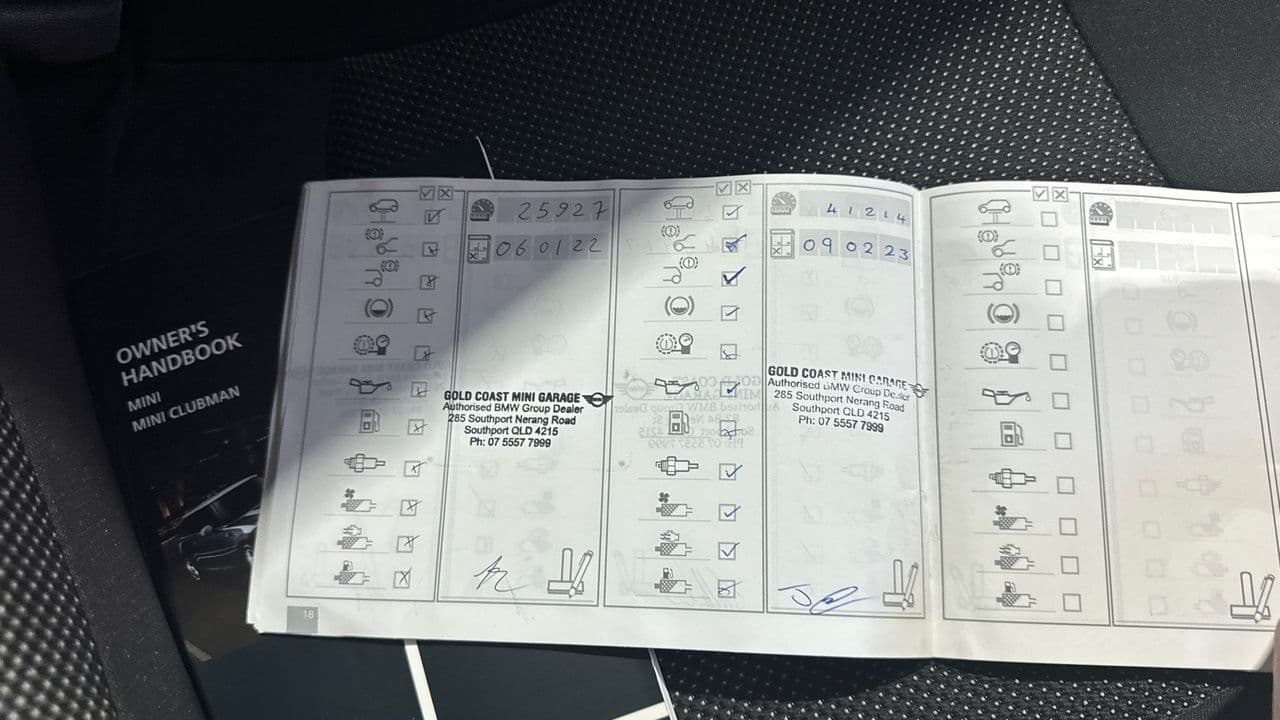 OWNER'S
HANDBOOK
MINI
MINI CLUBMAN
25927
060122
GOLD COAST MINI GARAGE
Authorised BMW Group Dealer
285 Southport Nerang Road
Southport QLD 4215
Ph: 07 5557 7999
18
41214
090223
GOLD COAST MINI GARAGE
Authorised BMW Group Dealer
285 Southport Nerang Road
Southport QLD 4215
Ph: 07 5557 7999